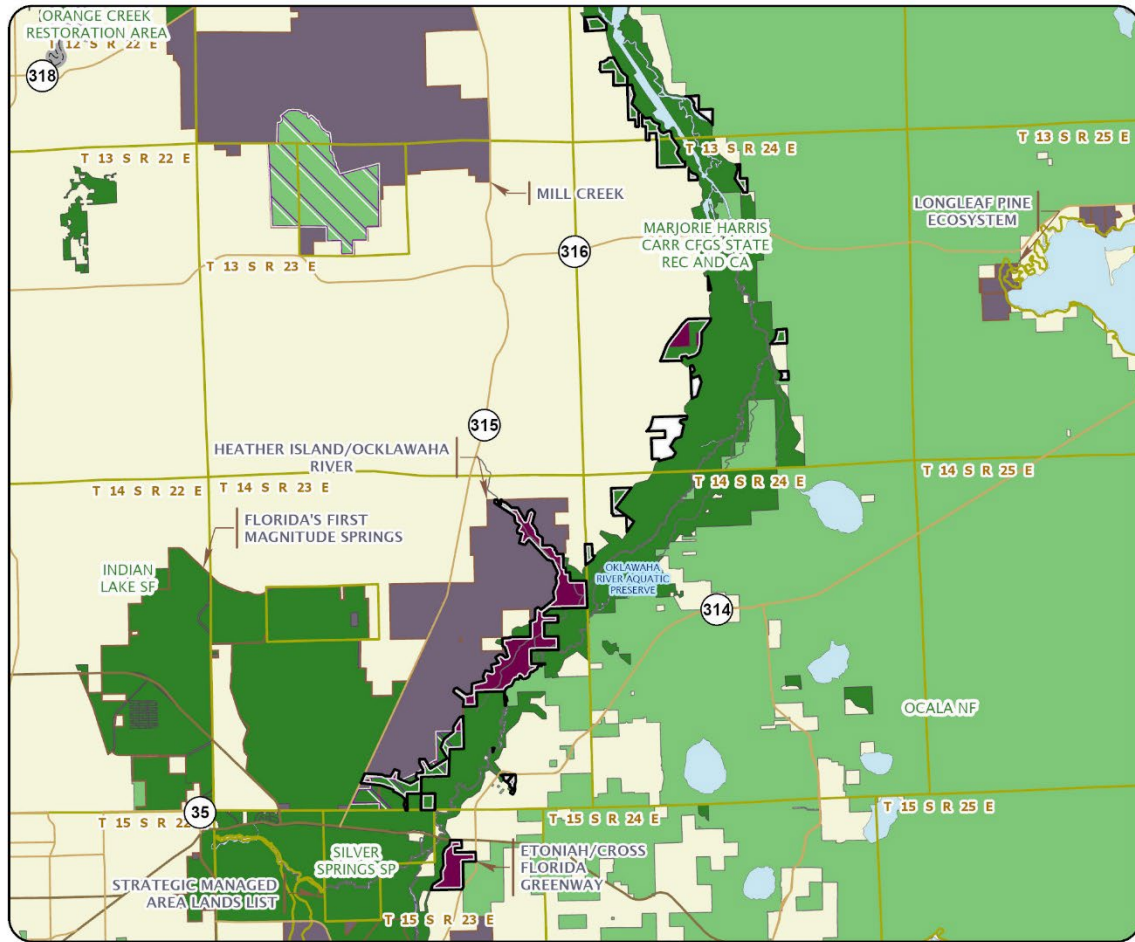 ORANGE CREEK
RESTORATION AREA
T 12 S R 22 E
318
T 13 S R 22 E
T 13 S R 24 E
T 13 S R 25 E
MILL CREEK
LONGLEAF PINE
ECOSYSTEM
MARJORIE HARRIS
CARR CFGS STATE
REC AND CA
316
T 13 S R 23 E
315
HEATHER ISLAND/OCKLAWAHA
RIVER
T 14 S R 22 E
T 14 S R 23 E
T 14 S R 24 E
T 14 S R 25 E
FLORIDA'S FIRST
MAGNITUDE SPRINGS
INDIAN
LAKE SF
OKLAWAHA
RIVER AQUATIC
PRESERVE
314
OCALA NF
35
T 15 S R 22
T 15 S R 24 E
T 15 S R 25 E
SILVER
SPRINGS SP
ETONIAH/CROSS
FLORIDA
GREENWAY
STRATEGIC MANAGED
AREA LANDS LIST
T 15 S R 23 E